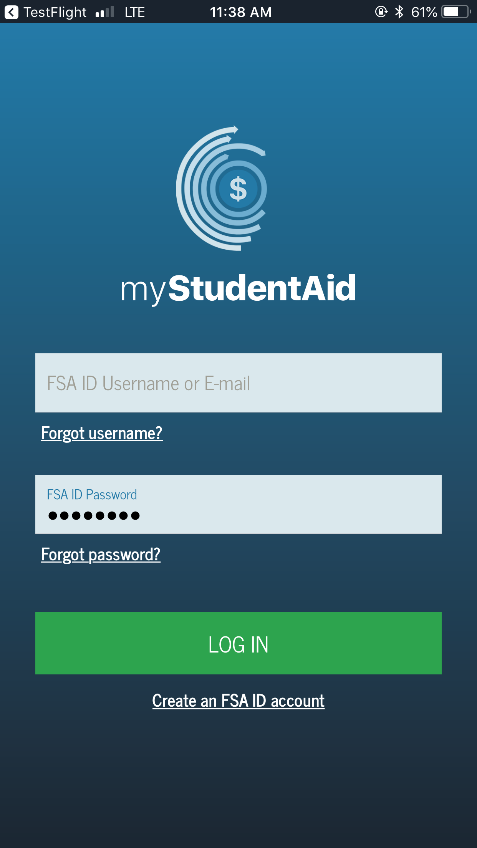 TestFlight LTE 11:38 AM 61%
$
myStudentAid
FSA ID Username or E-mail
Forgot username?
FSA ID Password
●●●●●●●●
Forgot password?
LOG IN
Create an FSA ID account